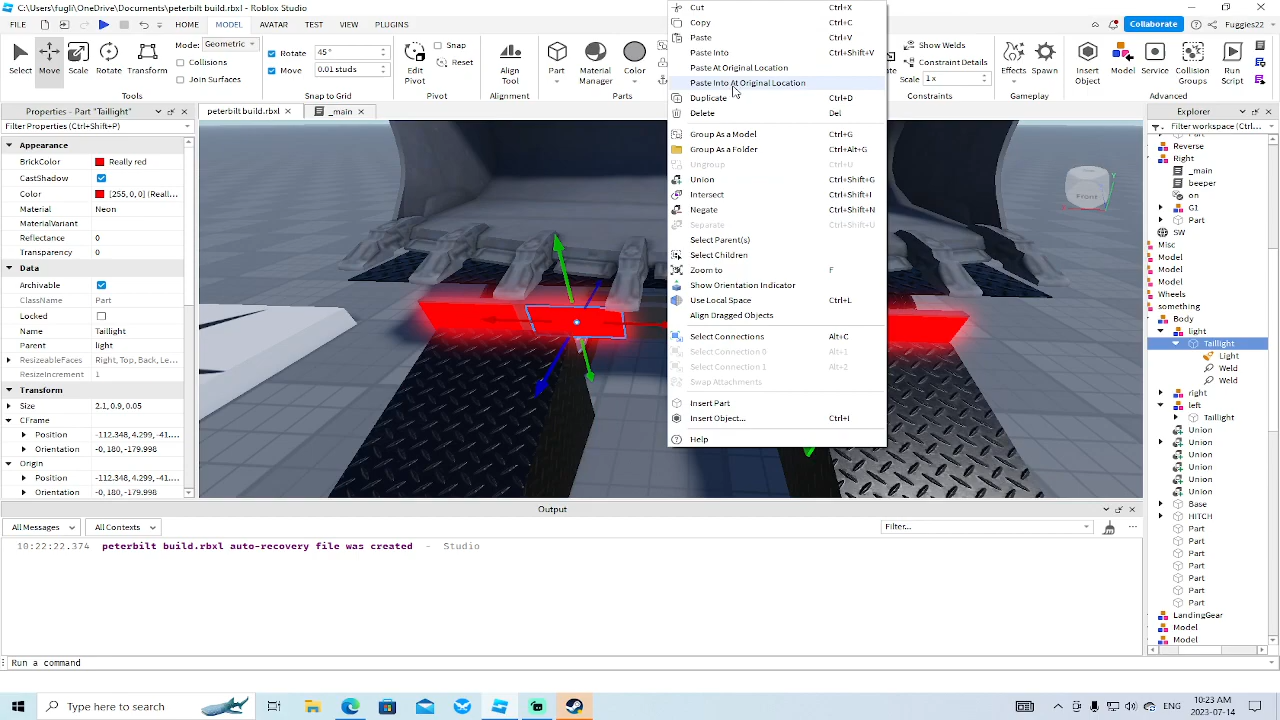 C:\Users\fugli\OneDrive\Documents\peterbilt build.rbxl - Roblox Studio
FILE HOME MODEL AVATAR TEST VIEW PLUGINS
Collaborate Fuggies22
Mode: Geometric
Collisions
Join Surfaces
Select Move Scale Rotate Transform
Tools
Rotate 45°
Move 0.01 studs
Snap to Grid
Edit Pivot
Snap
Reset
Pivot
Align Tool
Part Material Manager Color
Parts
Show Welds
Constraint Details
Scale 1 x
Constraints
Effects Spawn
Gameplay
Insert Object Model Service Collision Groups Run Script
Advanced
Properties - Part "Taillight"
Filter Properties (Ctrl+Shift+P)
Appearance
BrickColor Really red
CastShadow
Color [255, 0, 0] (Reall...
Material Neon
MaterialVariant
Reflectance 0
Transparency 0
Data
Archivable
ClassName Part
Locked
Name Taillight
Parent light
ResizeableFaces Right, Top, Back, Le...
ResizeIncrement 1
Transform
Size 2.1, 0.9, 0.05
CFrame
Position -112.348, 4.299, -41....
Orientation -0, 180, -179.998
Origin
Position -112.348, 4.299, -41....
Orientation -0, 180, -179.998
peterbilt build.rbxl _main
Front
Y
Cut Ctrl+X
Copy Ctrl+C
Paste Ctrl+V
Paste Into Ctrl+Shift+V
Paste At Original Location
Paste Into At Original Location
Duplicate Ctrl+D
Delete Del
Group As a Model Ctrl+G
Group As a Folder Ctrl+Alt+G
Ungroup Ctrl+U
Union Ctrl+Shift+G
Intersect Ctrl+Shift+I
Negate Ctrl+Shift+N
Separate Ctrl+Shift+U
Select Parent(s)
Select Children
Zoom to F
Show Orientation Indicator
Use Local Space Ctrl+L
Align Dragged Objects
Select Connections Alt+C
Select Connection 0 Alt+1
Select Connection 1 Alt+2
Swap Attachments
Insert Part
Insert Object... Ctrl+I
Help
Explorer
Filter workspace (Ctrl...
Part
Reverse
Right
_main
beeper
on
G1
Part
SW
Misc
Model
Model
Model
Wheels
something
Body
light
Taillight
Light
Weld
Weld
right
left
Taillight
Union
Union
Union
Union
Union
Union
Base
HITCH
Part
Part
Part
Part
Part
Part
Part
LandingGear
Model
Model
Output
All Messages All Contexts Filter...
10:22:22.374 peterbilt build.rbxl auto-recovery file was created - Studio
Run a command
Type here to search
ENG
10:23 AM
2023-07-14